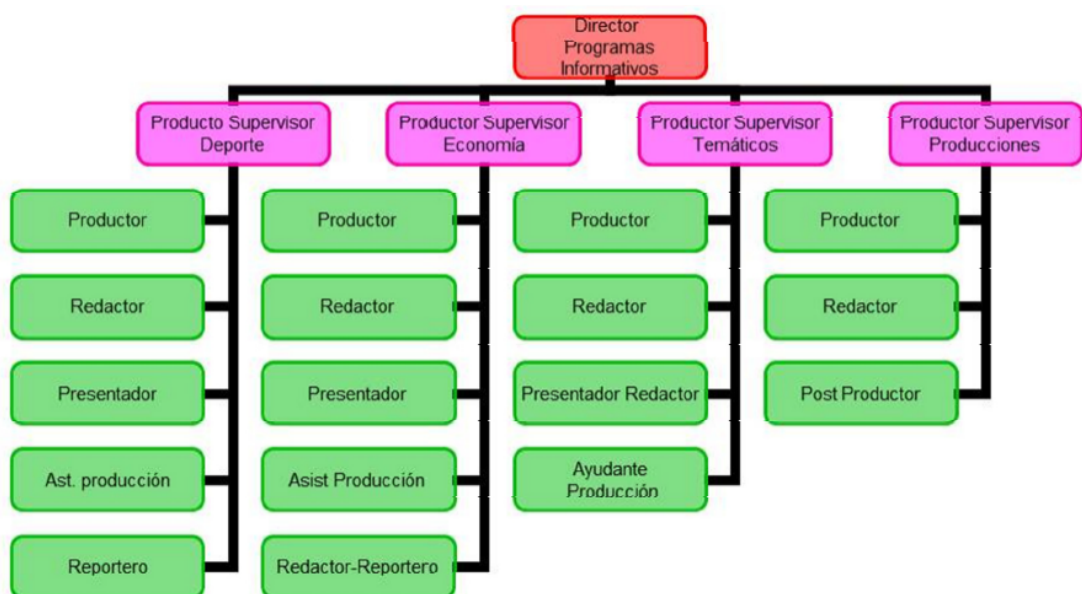 Director
Programas
Informativos
Producto Supervisor
Deporte
Productor Supervisor
Economía
Productor Supervisor
Temáticos
Productor Supervisor
Producciones
Productor
Productor
Productor
Productor
Redactor
Redactor
Redactor
Redactor
Presentador
Presentador
Presentador Redactor
Post Productor
Ast. producción
Asist Producción
Ayudante
Producción
Reportero
Redactor-Reportero